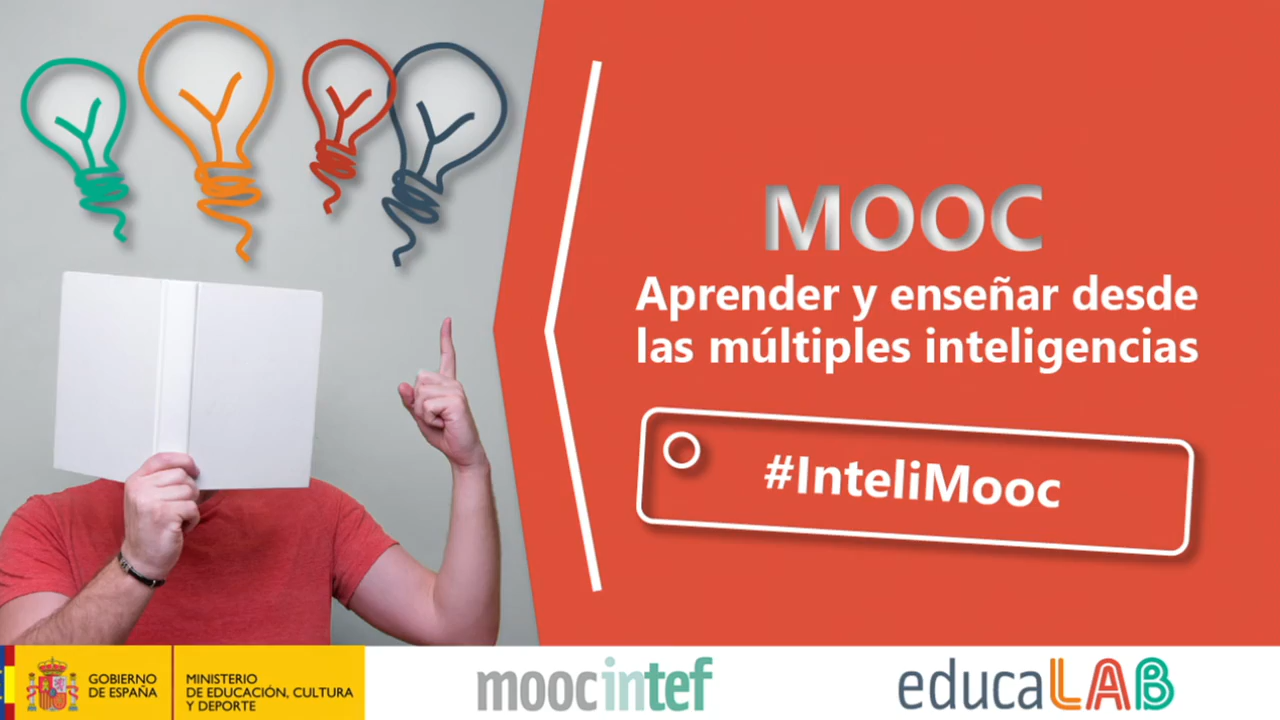 MOOC
Aprender y enseñar desde
las múltiples inteligencias
#InteliMooc
GOBIERNO
DE ESPAÑA
MINISTERIO
DE EDUCACIÓN, CULTURA
Y DEPORTE
moocintef
educaLAB